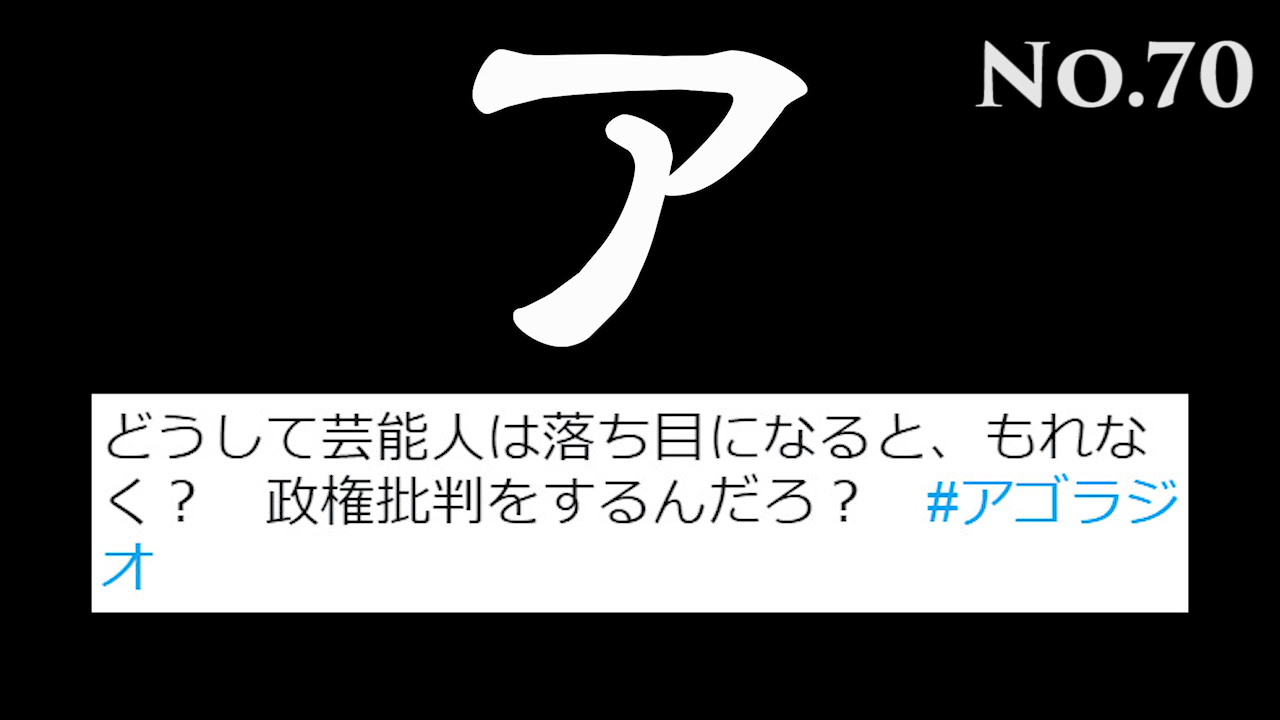 ア
No.70
どうして芸能人は落ち目になると、もれな
く？　政権批判をするんだろ？　#アゴラジ
オ